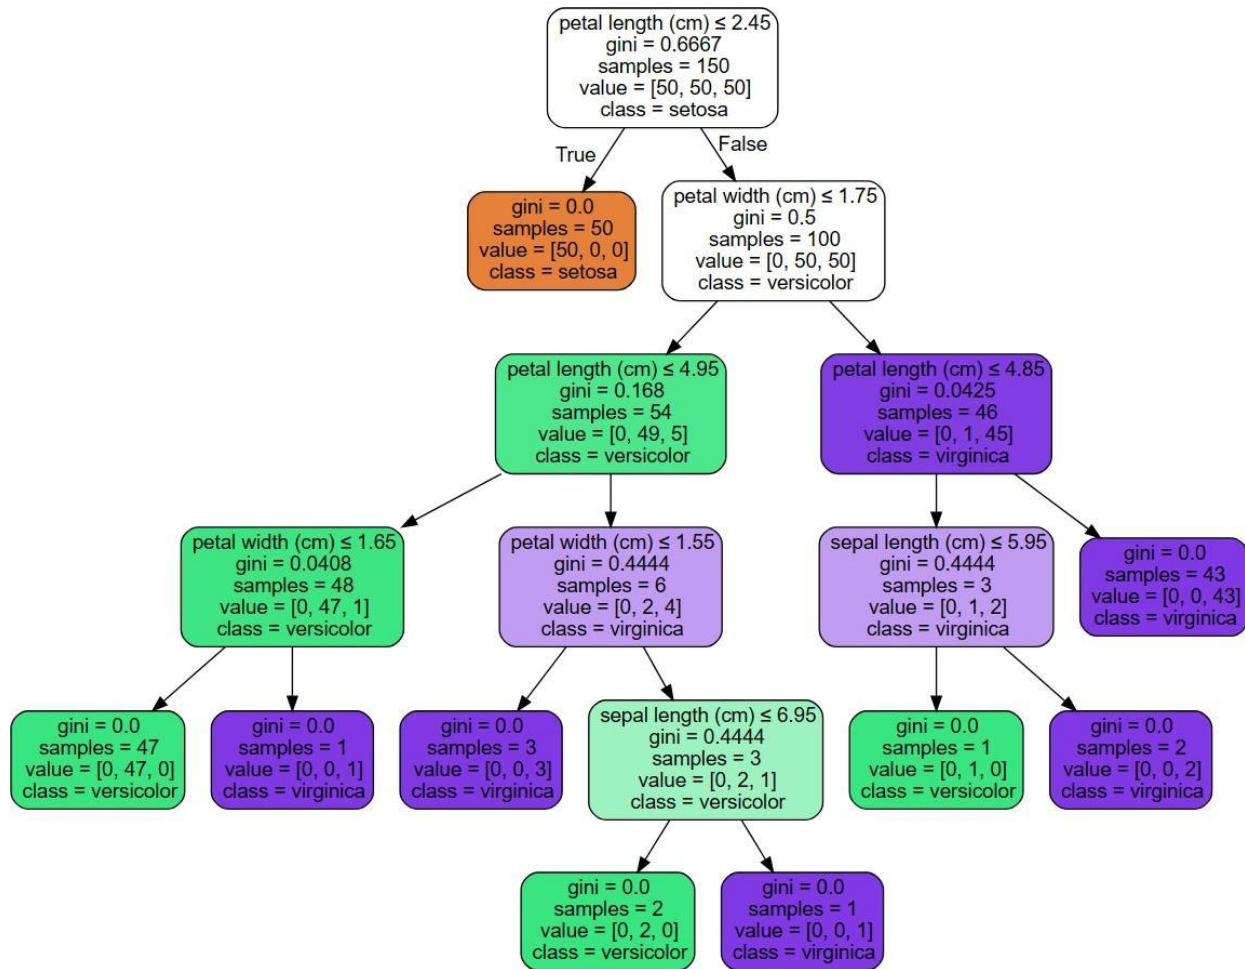 petal length (cm) ≤ 2.45
gini = 0.6667
samples = 150
value = [50, 50, 50]
class = setosa
True
False
gini = 0.0
samples = 50
value = [50, 0, 0]
class = setosa
petal width (cm) ≤ 1.75
gini = 0.5
samples = 100
value = [0, 50, 50]
class = versicolor
petal length (cm) ≤ 4.95
gini = 0.168
samples = 54
value = [0, 49, 5]
class = versicolor
petal length (cm) ≤ 4.85
gini = 0.0425
samples = 46
value = [0, 1, 45]
class = virginica
petal width (cm) ≤ 1.65
gini = 0.0408
samples = 48
value = [0, 47, 1]
class = versicolor
petal width (cm) ≤ 1.55
gini = 0.4444
samples = 6
value = [0, 2, 4]
class = virginica
sepal length (cm) ≤ 5.95
gini = 0.4444
samples = 3
value = [0, 1, 2]
class = virginica
gini = 0.0
samples = 43
value = [0, 0, 43]
class = virginica
gini = 0.0
samples = 47
value = [0, 47, 0]
class = versicolor
gini = 0.0
samples = 1
value = [0, 0, 1]
class = virginica
gini = 0.0
samples = 3
value = [0, 0, 3]
class = virginica
sepal length (cm) ≤ 6.95
gini = 0.4444
samples = 3
value = [0, 2, 1]
class = versicolor
gini = 0.0
samples = 1
value = [0, 1, 0]
class = versicolor
gini = 0.0
samples = 2
value = [0, 0, 2]
class = virginica
gini = 0.0
samples = 2
value = [0, 2, 0]
class = versicolor
gini = 0.0
samples = 1
value = [0, 0, 1]
class = virginica